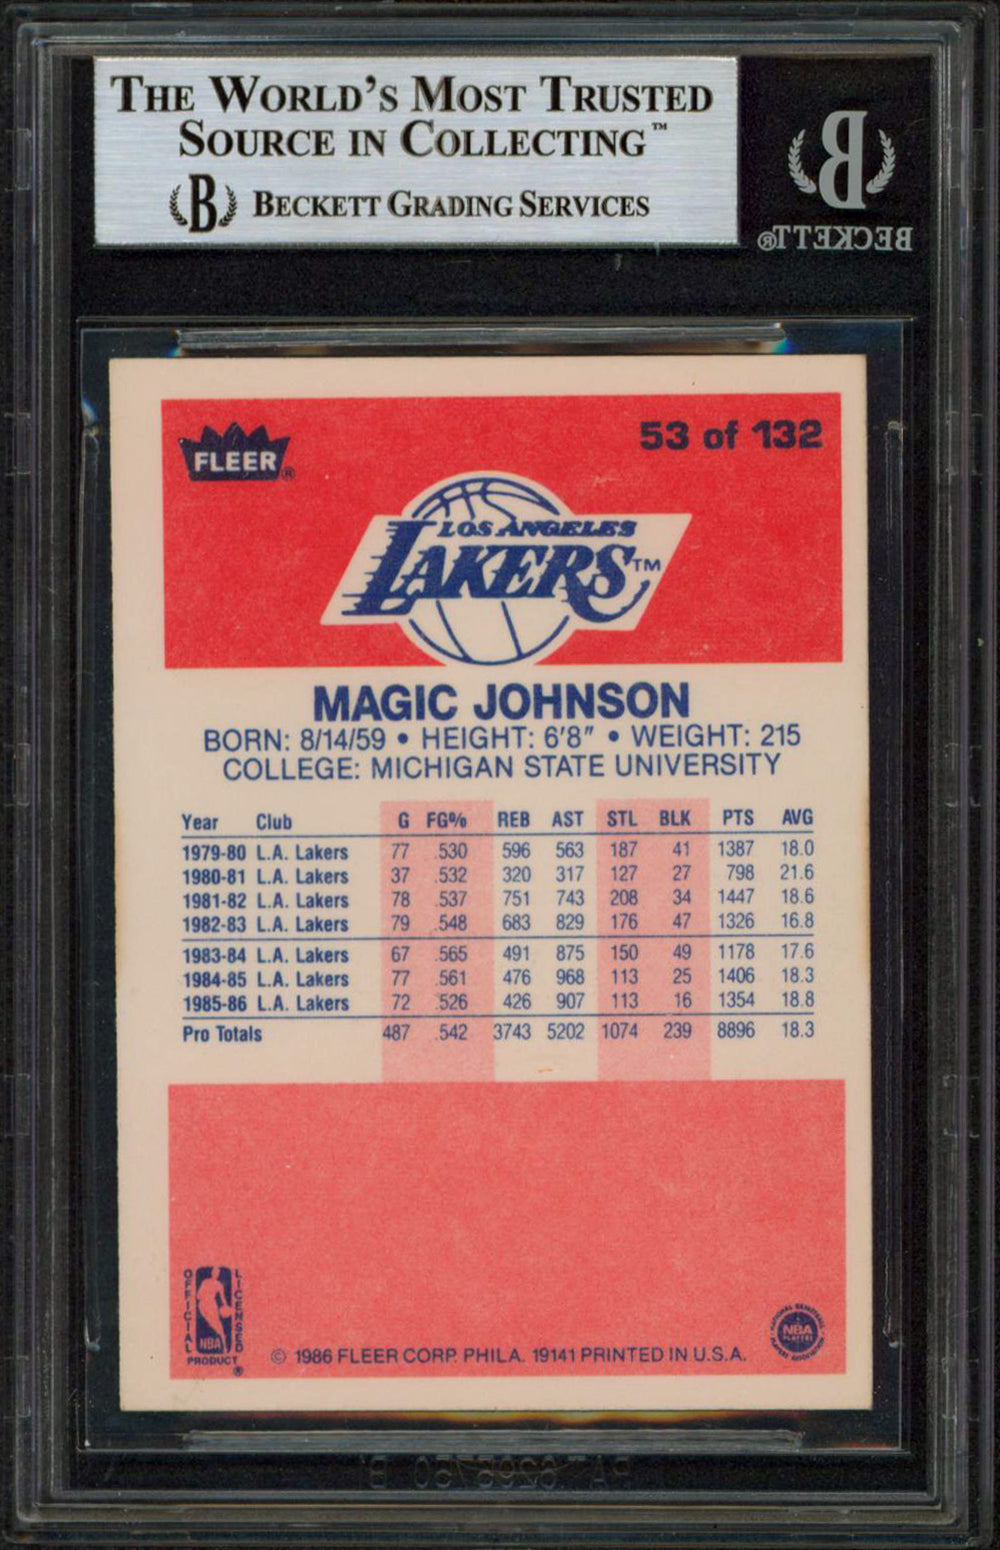 THE WORLD'S MOST TRUSTED
SOURCE IN COLLECTING™
B BECKETT GRADING SERVICES
B
BECKETT®
FLEER®
53 of 132
LOS ANGELES
LAKERS™
MAGIC JOHNSON
BORN: 8/14/59 • HEIGHT: 6'8" • WEIGHT: 215
COLLEGE: MICHIGAN STATE UNIVERSITY
Year Club G FG% REB AST STL BLK PTS AVG
1979-80 L.A. Lakers 77 .530 596 563 187 41 1387 18.0
1980-81 L.A. Lakers 37 .532 320 317 127 27 798 21.6
1981-82 L.A. Lakers 78 .537 751 743 208 34 1447 18.6
1982-83 L.A. Lakers 79 .548 683 829 176 47 1326 16.8
1983-84 L.A. Lakers 67 .565 491 875 150 49 1178 17.6
1984-85 L.A. Lakers 77 .561 476 968 113 25 1406 18.3
1985-86 L.A. Lakers 72 .526 426 907 113 16 1354 18.8
Pro Totals 487 .542 3743 5202 1074 239 8896 18.3
OFFICIAL LICENSED
NBA
PRODUCT ®
© 1986 FLEER CORP. PHILA. 19141 PRINTED IN U.S.A.
NBA
PLAYERS